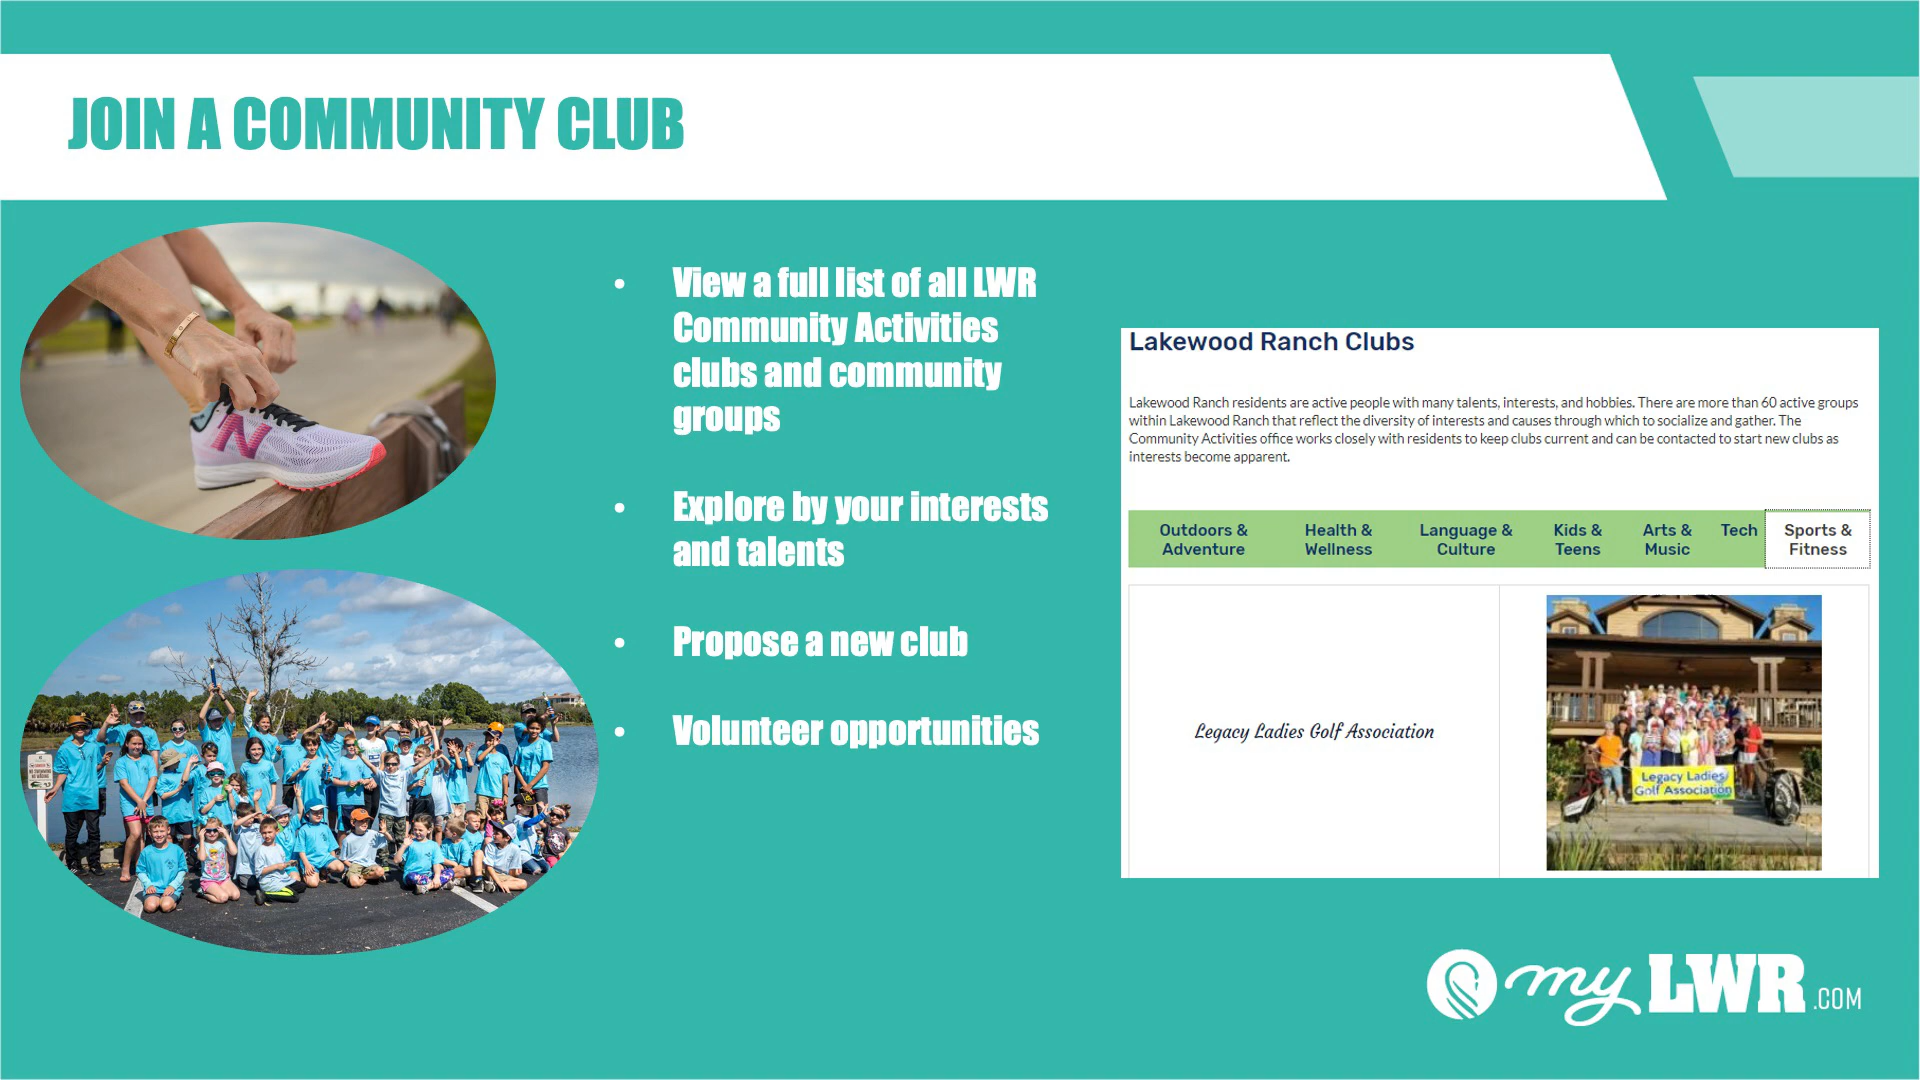 JOIN A COMMUNITY CLUB
• View a full list of all LWR
Community Activities
clubs and community
groups
• Explore by your interests
and talents
• Propose a new club
• Volunteer opportunities
Lakewood Ranch Clubs
Lakewood Ranch residents are active people with many talents, interests, and hobbies. There are more than 60 active groups
within Lakewood Ranch that reflect the diversity of interests and causes through which to socialize and gather. The
Community Activities office works closely with residents to keep clubs current and can be contacted to start new clubs as
interests become apparent.
Outdoors & Adventure
Health & Wellness
Language & Culture
Kids & Teens
Arts & Music
Tech
Sports & Fitness
Legacy Ladies Golf Association
Legacy Ladies
Golf Association
N
my LWR.COM